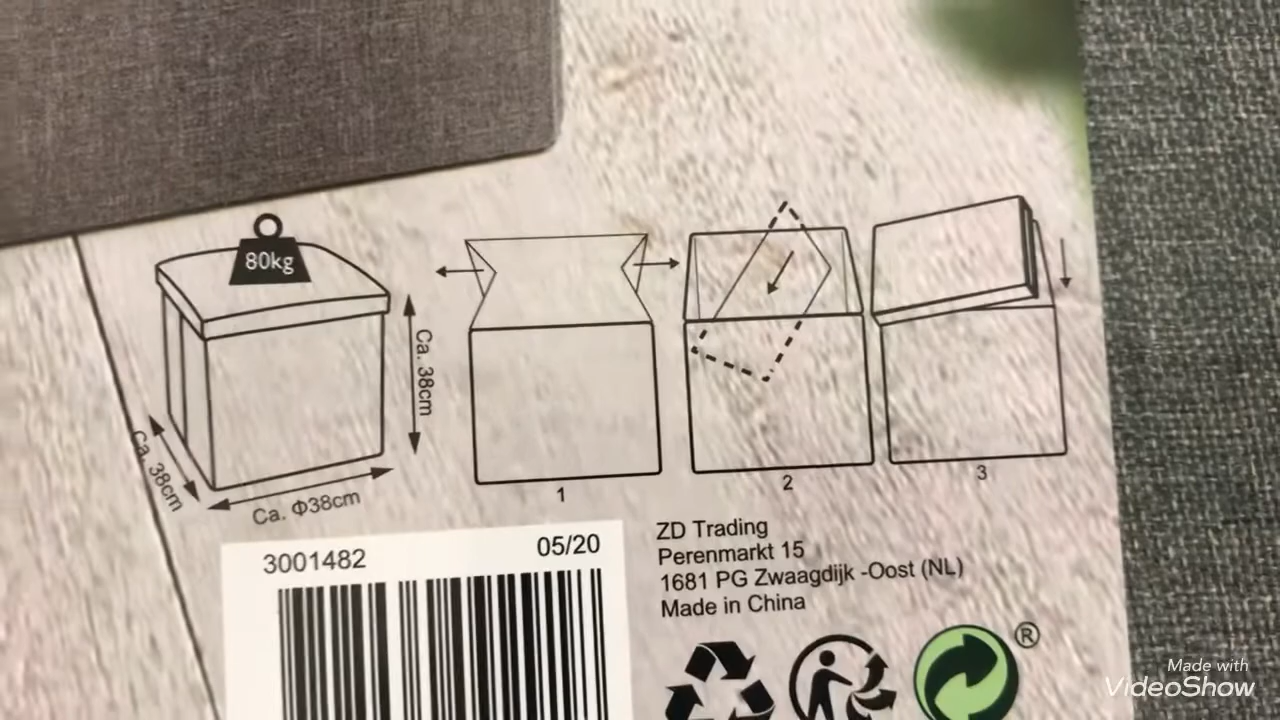 80kg
Ca. 38cm
Ca. 38cm
Ca. Φ38cm
1
2
3
3001482
05/20
ZD Trading
Perenmarkt 15
1681 PG Zwaagdijk -Oost (NL)
Made in China
®
Made with
VideoShow